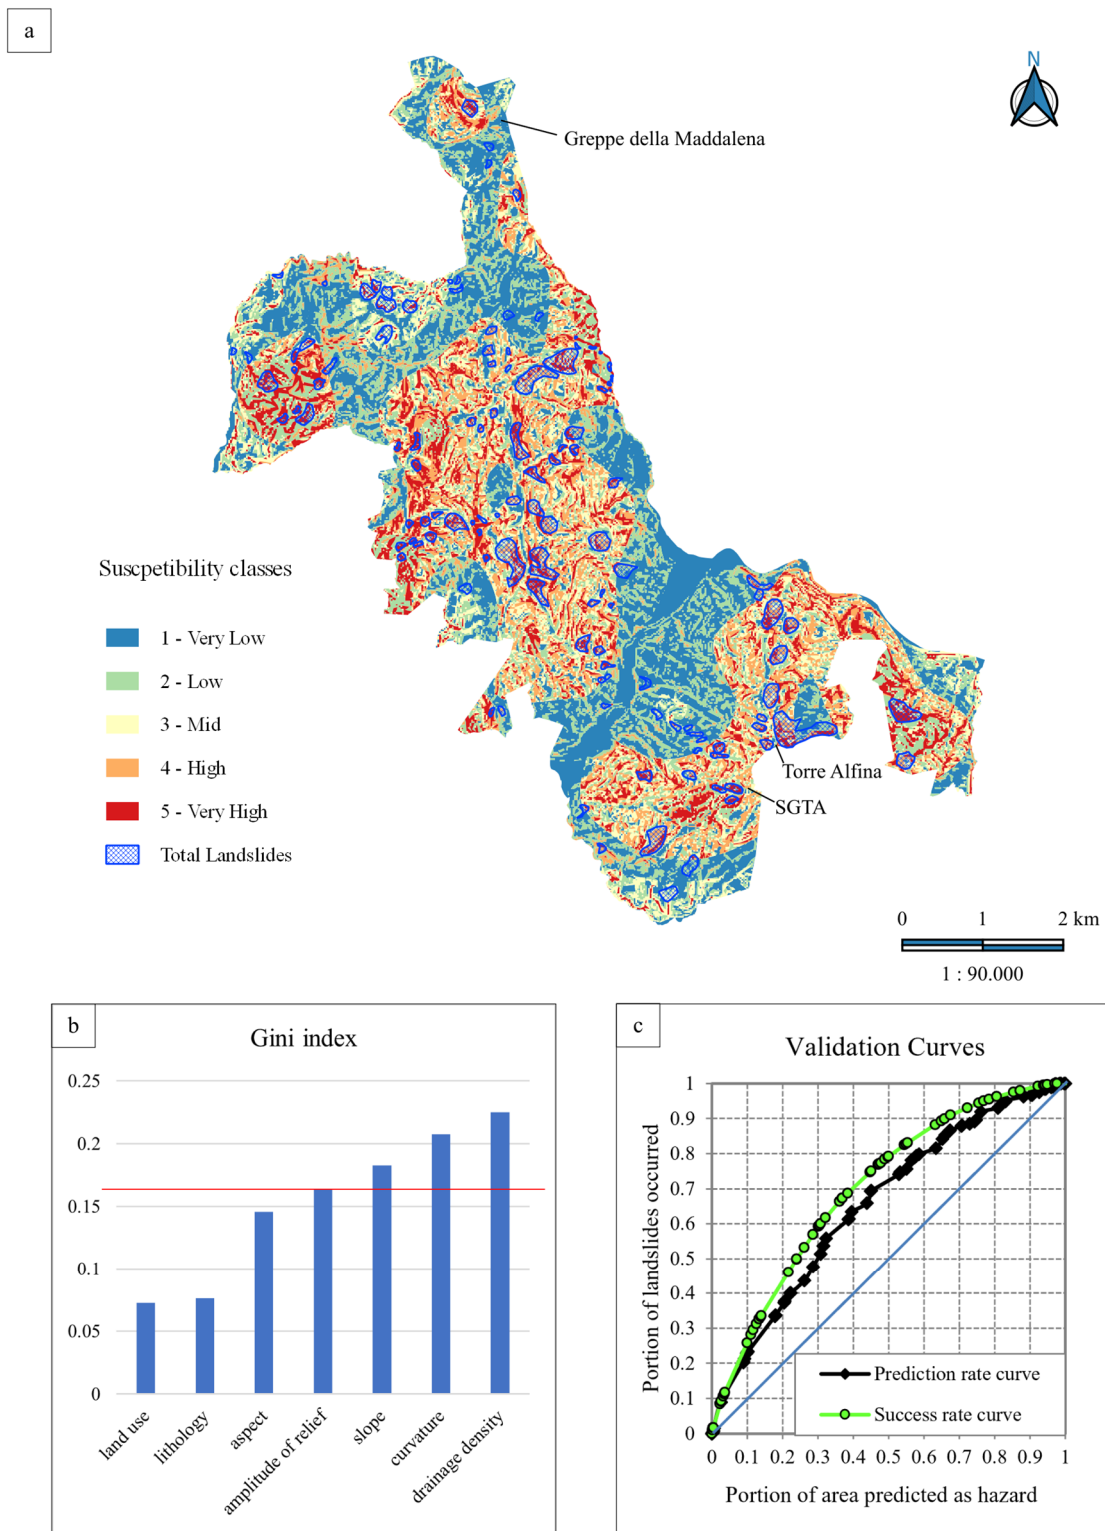 a
N
Greppe della Maddalena
Torre Alfina
SGTA
Suscpetibility classes
1 - Very Low
2 - Low
3 - Mid
4 - High
5 - Very High
Total Landslides
0 1 2 km
1 : 90.000
b
Gini index
0.25
0.2
0.15
0.1
0.05
0
land use
lithology
aspect
amplitude of relief
slope
curvature
drainage density
c
Validation Curves
Portion of landslides occurred
1
0.9
0.8
0.7
0.6
0.5
0.4
0.3
0.2
0.1
0
Prediction rate curve
Success rate curve
0 0.1 0.2 0.3 0.4 0.5 0.6 0.7 0.8 0.9 1
Portion of area predicted as hazard